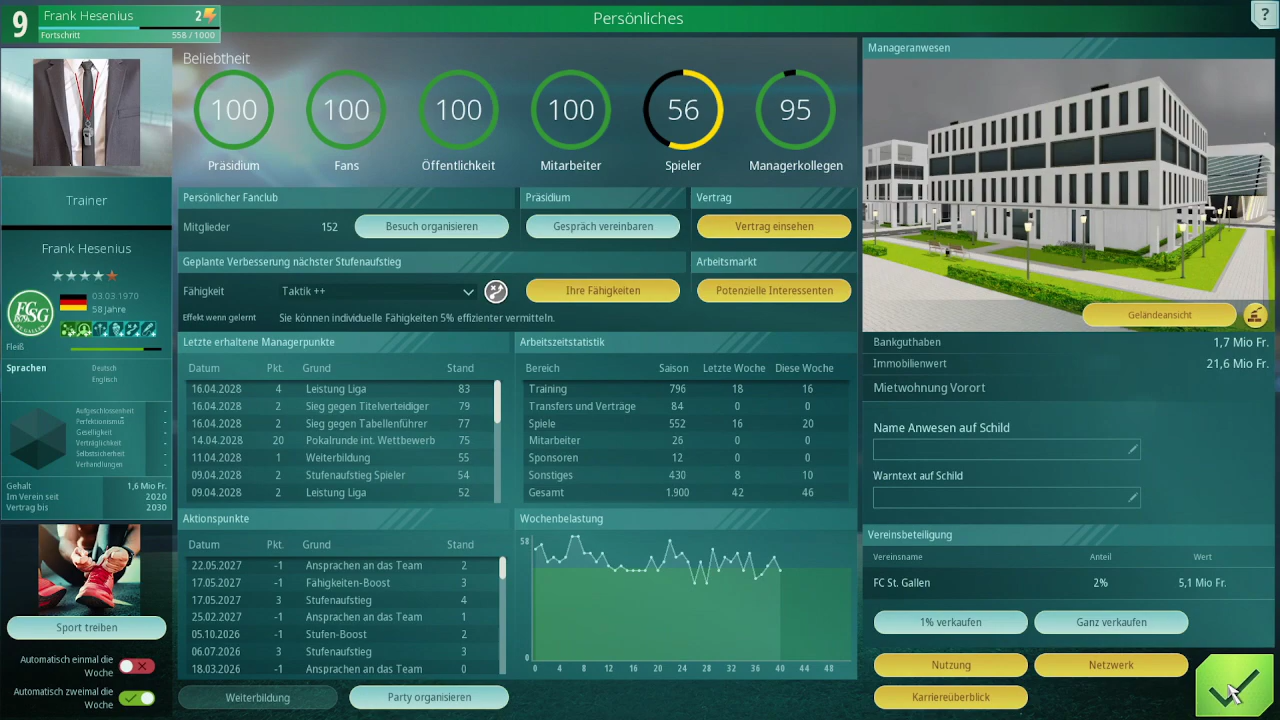 9
Frank Hesenius
2
Fortschritt 558 / 1000
Persönliches
?
Trainer
Frank Hesenius
03.03 1970
58 Jahre
FCSG
ST. GALLEN
Fleiß
Sprachen Deutsch
Englisch
Aufgeschlossenheit -
Perfektionismus -
Geselligkeit -
Verträglichkeit -
Selbstsicherheit -
Verhandlungen -
Gehalt 1,6 Mio Fr.
Im Verein seit 2020
Vertrag bis 2030
Sport treiben
Automatisch einmal die Woche
Automatisch zweimal die Woche
Beliebtheit
100 100 100 100 56 95
Präsidium Fans Öffentlichkeit Mitarbeiter Spieler Managerkollegen
Persönlicher Fanclub
Mitglieder 152 Besuch organisieren
Präsidium
Gespräch vereinbaren
Vertrag
Vertrag einsehen
Geplante Verbesserung nächster Stufenaufstieg
Fähigkeit Taktik ++
Ihre Fähigkeiten
Effekt wenn gelernt Sie können individuelle Fähigkeiten 5% effizienter vermitteln.
Arbeitsmarkt
Potenzielle Interessenten
Letzte erhaltene Managerpunkte
Datum Pkt. Grund Stand
16.04.2028 4 Leistung Liga 83
16.04.2028 2 Sieg gegen Titelverteidiger 79
16.04.2028 2 Sieg gegen Tabellenführer 77
14.04.2028 20 Pokalrunde int. Wettbewerb 75
11.04.2028 1 Weiterbildung 55
09.04.2028 2 Stufenaufstieg Spieler 54
09.04.2028 2 Leistung Liga 52
Arbeitszeitstatistik
Bereich Saison Letzte Woche Diese Woche
Training 796 18 16
Transfers und Verträge 84 0 0
Spiele 552 16 20
Mitarbeiter 26 0 0
Sponsoren 12 0 0
Sonstiges 430 8 10
Gesamt 1.900 42 46
Aktionspunkte
Datum Pkt. Grund Stand
22.05.2027 -1 Ansprachen an das Team 2
17.05.2027 -1 Fähigkeiten-Boost 3
17.05.2027 3 Stufenaufstieg 4
25.02.2027 -1 Ansprachen an das Team 1
05.10.2026 -1 Stufen-Boost 2
06.07.2026 3 Stufenaufstieg 3
18.03.2026 -1 Ansprachen an das Team 0
Wochenbelastung
58
0
0 4 8 12 16 20 24 28 32 36 40 44 48
Weiterbildung
Party organisieren
Manageranwesen
Geländeansicht
Bankguthaben 1,7 Mio Fr.
Immobilienwert 21,6 Mio Fr.
Mietwohnung Vorort
Name Anwesen auf Schild
Warntext auf Schild
Vereinsbeteiligung
Vereinsname Anteil Wert
FC St. Gallen 2% 5,1 Mio Fr.
1% verkaufen
Ganz verkaufen
Nutzung
Netzwerk
Karriereüberblick